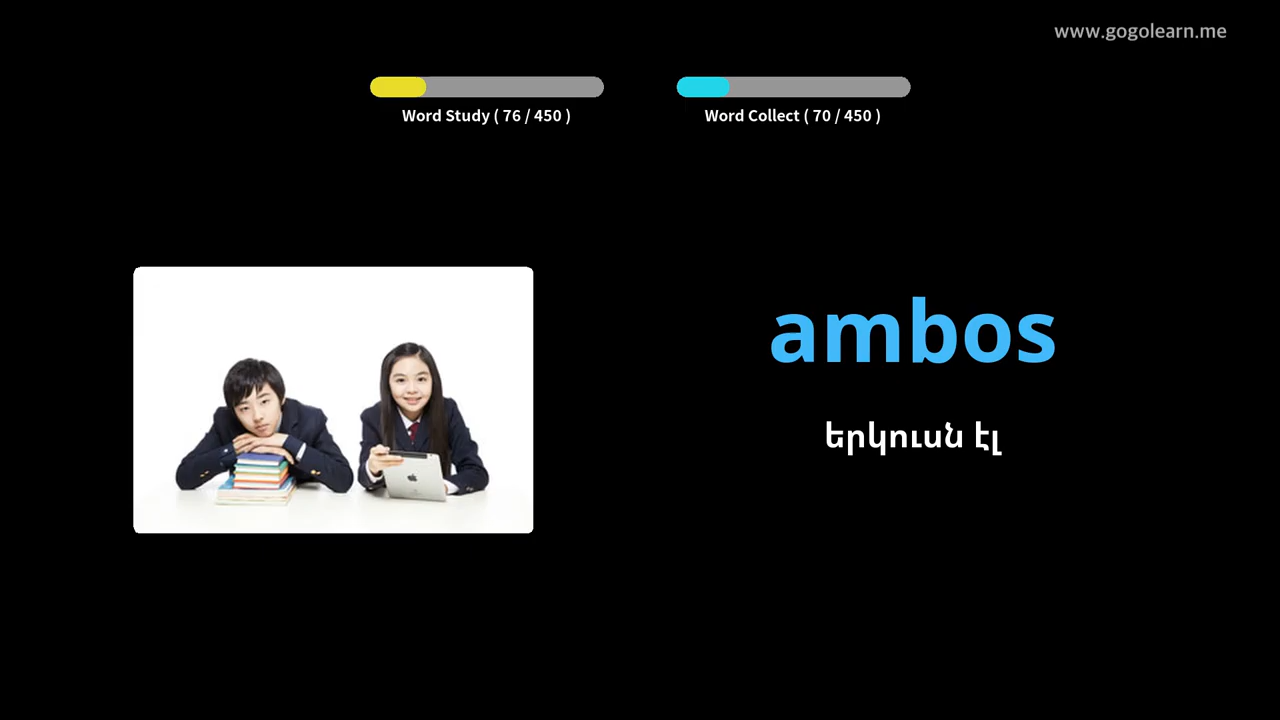 www.gogolearn.me
Word Study ( 76 / 450 )
Word Collect ( 70 / 450 )
ambos
երկուսն էլ